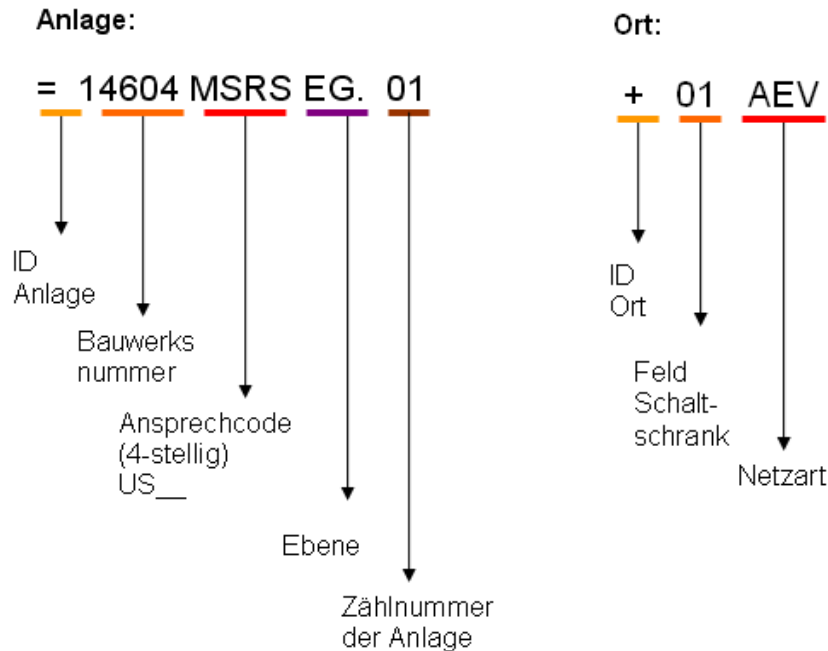 Anlage:
= 14604 MSRS EG. 01
ID
Anlage
Bauwerks
nummer
Ansprechcode
(4-stellig)
US__
Ebene
Zählnummer
der Anlage
Ort:
+ 01 AEV
ID
Ort
Feld
Schalt-
schrank
Netzart